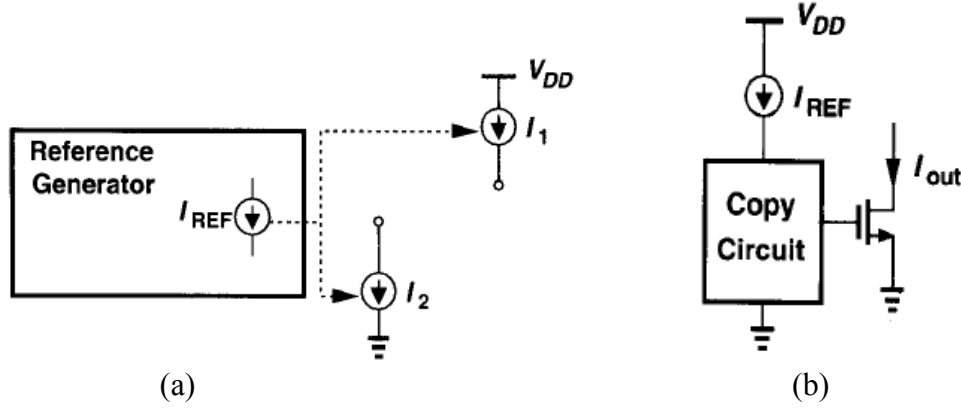 V_DD
I_1
Reference
Generator
I_REF
I_2
(a)
V_DD
I_REF
Copy
Circuit
I_out
(b)